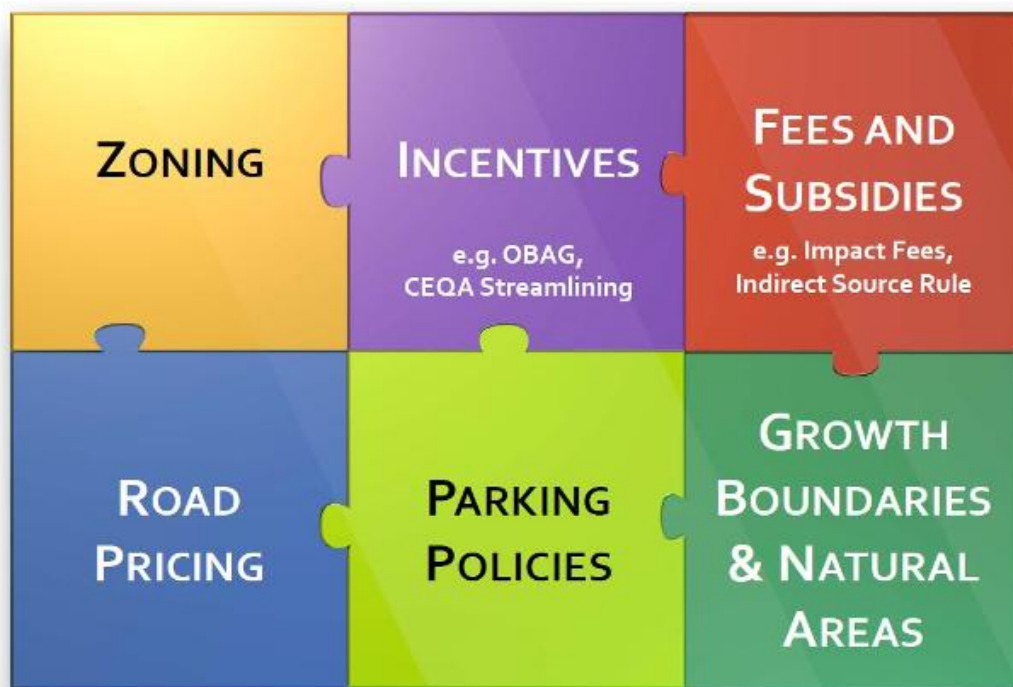 ZONING
INCENTIVES
e.g. OBAG,
CEQA Streamlining
FEES AND
SUBSIDIES
e.g. Impact Fees,
Indirect Source Rule
ROAD
PRICING
PARKING
POLICIES
GROWTH
BOUNDARIES
& NATURAL
AREAS